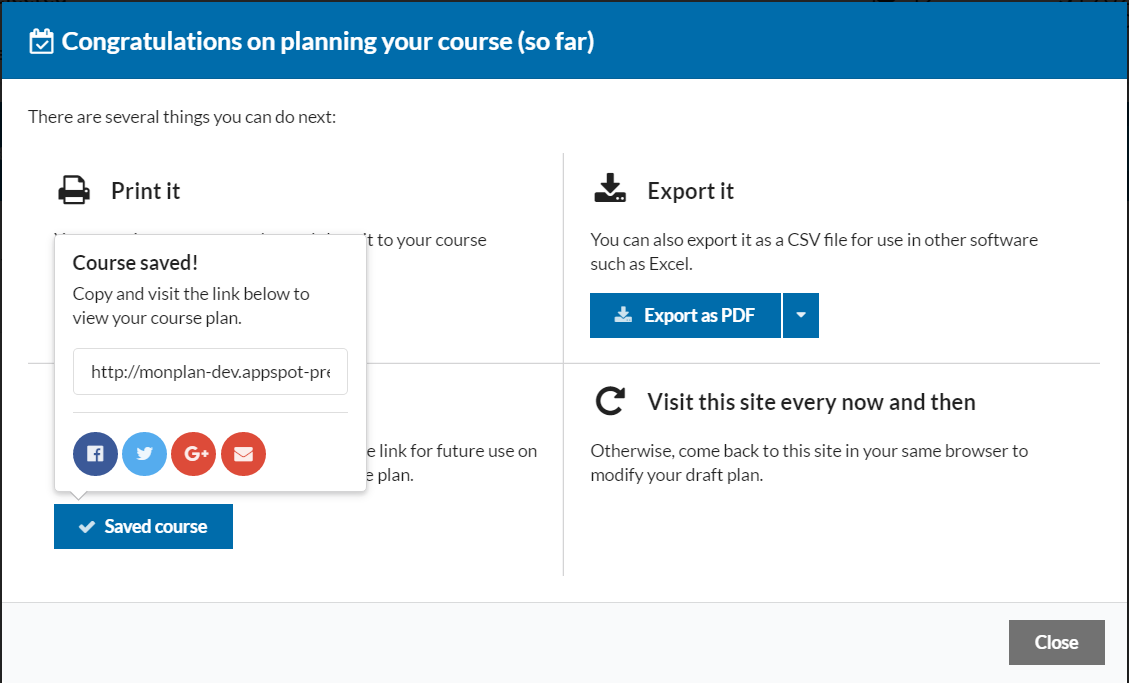 Congratulations on planning your course (so far)
There are several things you can do next:
Print it
it to your course
Course saved!
Copy and visit the link below to
view your course plan.
http://monplan-dev.appspot-pre
e link for future use on
e plan.
Saved course
Export it
You can also export it as a CSV file for use in other software
such as Excel.
Export as PDF
Visit this site every now and then
Otherwise, come back to this site in your same browser to
modify your draft plan.
Close